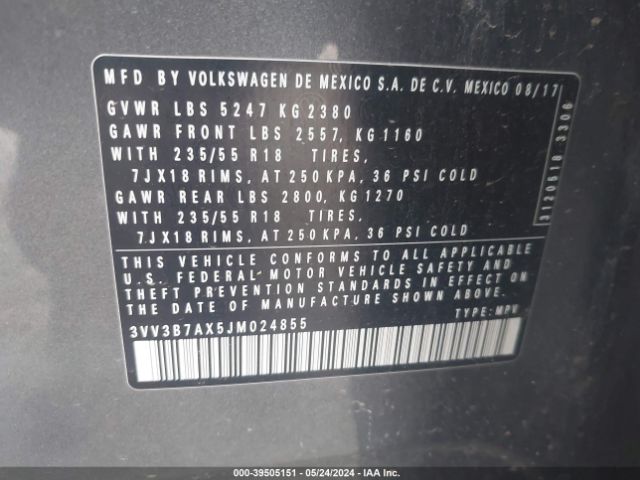 MFD BY VOLKSWAGEN DE MEXICO S.A. DE C.V. MEXICO 08/17
GVWR LBS 5247 KG 2380
GAWR FRONT LBS 2557, KG 1160
WITH 235/55 R18 TIRES,
7JX18 RIMS, AT 250 KPA, 36 PSI COLD
GAWR REAR LBS 2800, KG 1270
WITH 235/55 R18 TIRES,
7JX18 RIMS, AT 250 KPA, 36 PSI COLD
THIS VEHICLE CONFORMS TO ALL APPLICABLE
U.S. FEDERAL MOTOR VEHICLE SAFETY AND
THEFT PREVENTION STANDARDS IN EFFECT ON
THE DATE OF MANUFACTURE SHOWN ABOVE.
3VV3B7AX5JM024855 TYPE: MPV
3120518 3306
000-39505151 - 05/24/2024 - IAAI.COM